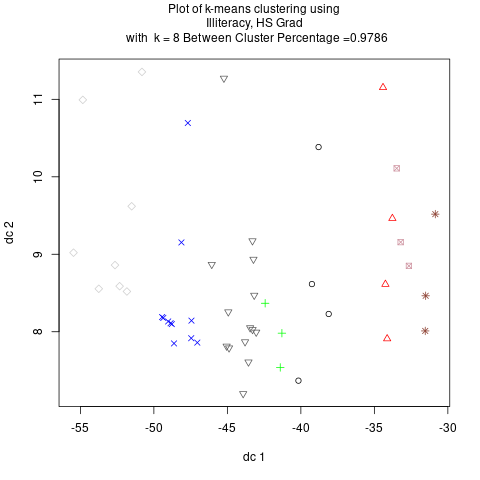 Plot of k-means clustering using
Illiteracy, HS Grad
with  k = 8 Between Cluster Percentage =0.9786
11
10
9
8
dc 2
-55
-50
-45
-40
-35
-30
dc 1